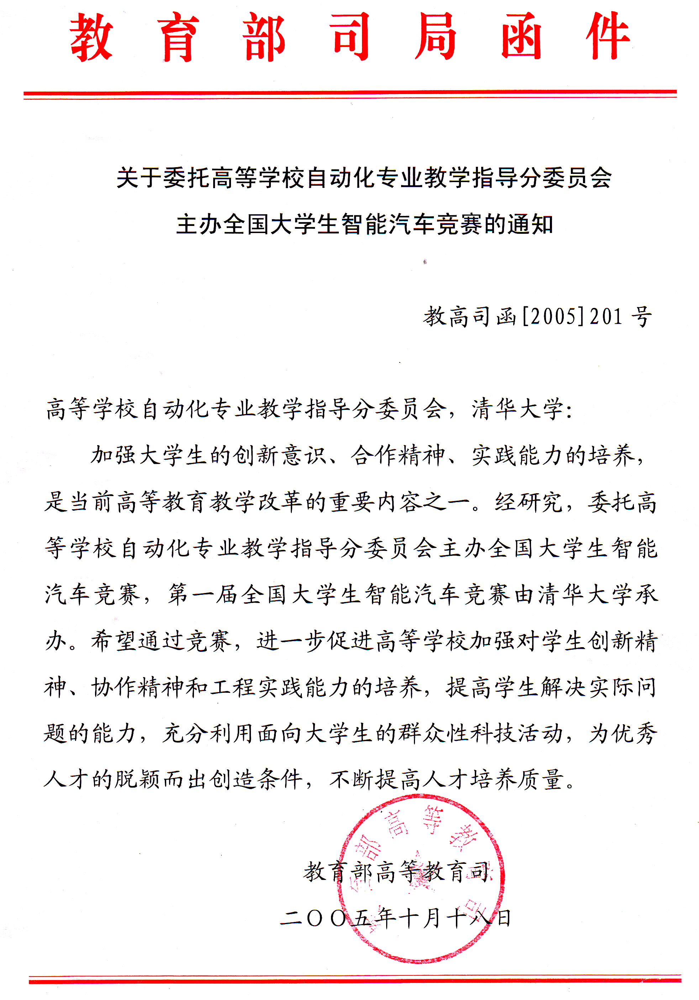 教育部司局函件
关于委托高等学校自动化专业教学指导分委员会
主办全国大学生智能汽车竞赛的通知
教高司函[2005]201 号
高等学校自动化专业教学指导分委员会，清华大学：
加强大学生的创新意识、合作精神、实践能力的培养，
是当前高等教育教学改革的重要内容之一。经研究，委托高
等学校自动化专业教学指导分委员会主办全国大学生智能
汽车竞赛，第一届全国大学生智能汽车竞赛由清华大学承
办。希望通过竞赛，进一步促进高等学校加强对学生创新精
神、协作精神和工程实践能力的培养，提高学生解决实际问
题的能力，充分利用面向大学生的群众性科技活动，为优秀
人才的脱颖而出创造条件，不断提高人才培养质量。
部高等教
司
教育部高等教育司
二〇〇五年十月十八日